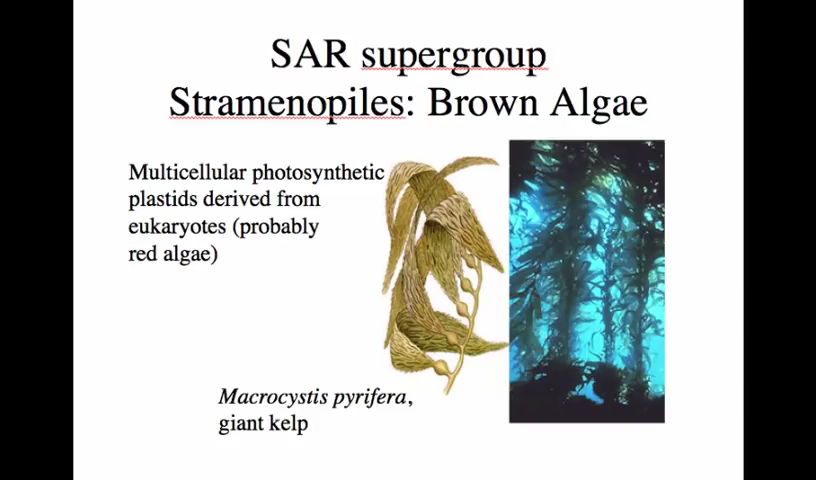 SAR supergroup
Stramenopiles: Brown Algae
Multicellular photosynthetic
plastids derived from
eukaryotes (probably
red algae)
Macrocystis pyrifera,
giant kelp